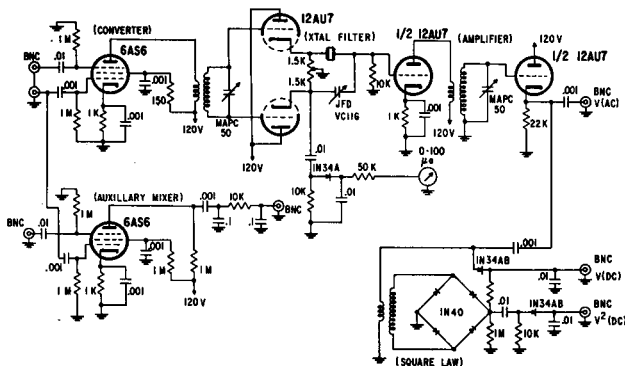 BNC
.01
1M
(CONVERTER)
6AS6
.001
1M
1K
.001
.001
150
120V
MAPC
50
12AU7
(XTAL FILTER)
1.5K
1.5K
JFD
VC11G
10K
1/2 12AU7
(AMPLIFIER)
1K
.001
120V
MAPC
50
120V
1/2 12AU7
22K
.001
BNC
V(AC)
.01
1N34A
50K
0-100
μa
10K
.01
(AUXILLARY MIXER)
BNC
.01
1M
6AS6
.001
1M
1K
.001
.001
1M
120V
1M
.001
10K
.1
.1
BNC
.001
1N34AB
.01
BNC
V(DC)
1N40
.01
1N34AB
1M
10K
.01
BNC
V²(DC)
(SQUARE LAW)